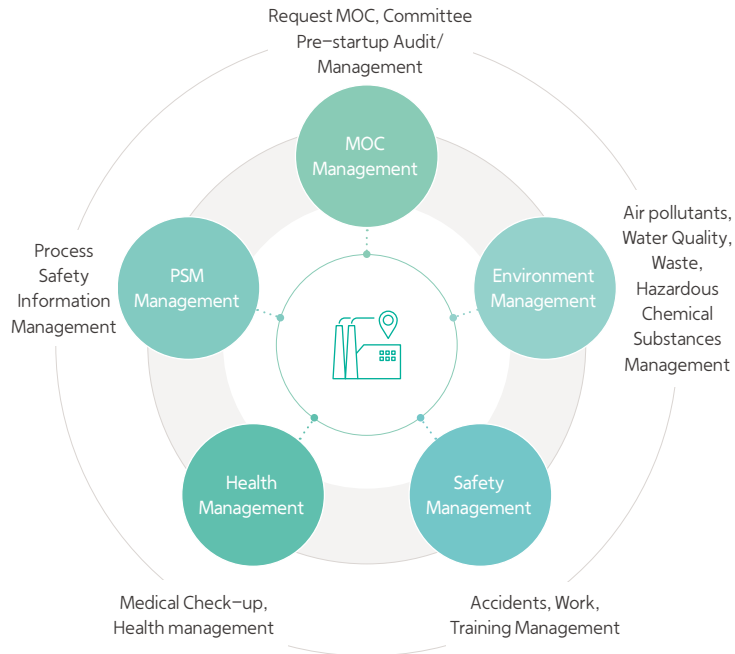 Request MOC, Committee
Pre-startup Audit/
Management
MOC
Management
Process
Safety
Information
Management
PSM
Management
Environment
Management
Air pollutants,
Water Quality,
Waste,
Hazardous
Chemical
Substances
Management
Health
Management
Safety
Management
Medical Check-up,
Health management
Accidents, Work,
Training Management